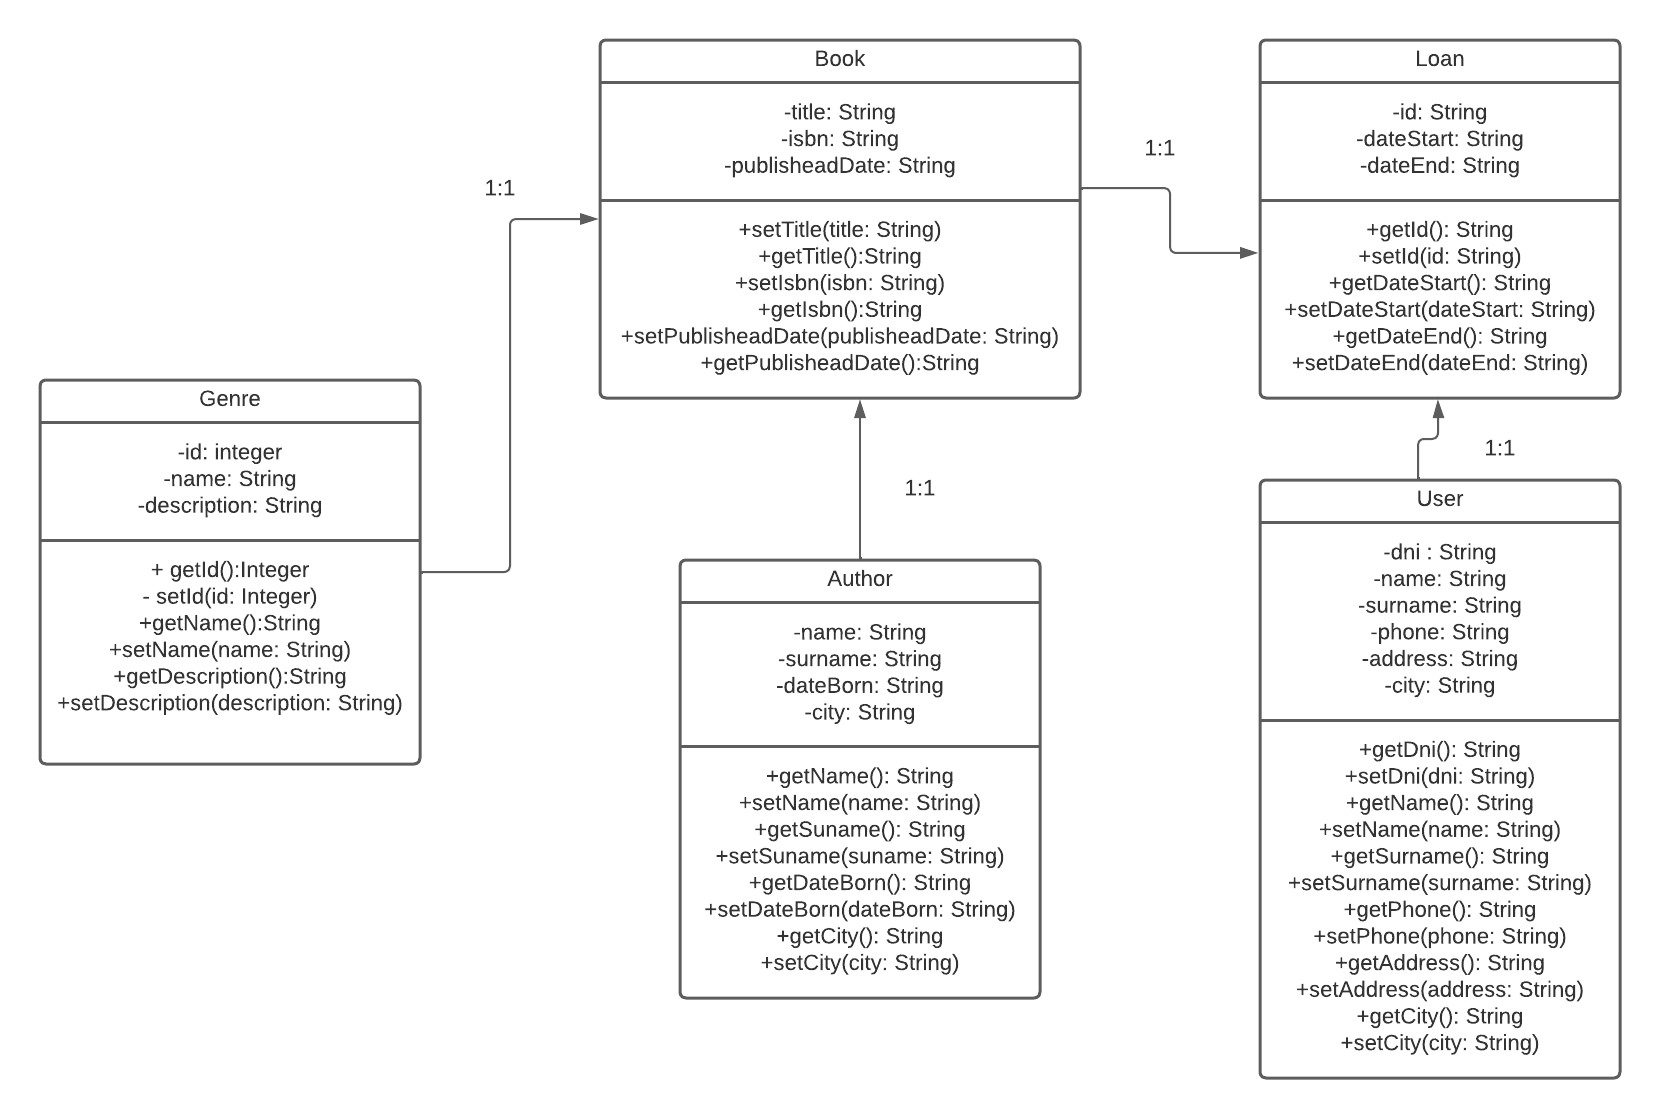 Book
-title: String
-isbn: String
-publisheadDate: String
+setTitle(title: String)
+getTitle():String
+setIsbn(isbn: String)
+getIsbn():String
+setPublisheadDate(publisheadDate: String)
+getPublisheadDate():String
1:1
Loan
-id: String
-dateStart: String
-dateEnd: String
+getId(): String
+setId(id: String)
+getDateStart(): String
+setDateStart(dateStart: String)
+getDateEnd(): String
+setDateEnd(dateEnd: String)
1:1
Genre
-id: integer
-name: String
-description: String
+ getId():Integer
- setId(id: Integer)
+getName():String
+setName(name: String)
+getDescription():String
+setDescription(description: String)
1:1
Author
-name: String
-surname: String
-dateBorn: String
-city: String
+getName(): String
+setName(name: String)
+getSuname(): String
+setSuname(suname: String)
+getDateBorn(): String
+setDateBorn(dateBorn: String)
+getCity(): String
+setCity(city: String)
1:1
User
-dni : String
-name: String
-surname: String
-phone: String
-address: String
-city: String
+getDni(): String
+setDni(dni: String)
+getName(): String
+setName(name: String)
+getSurname(): String
+setSurname(surname: String)
+getPhone(): String
+setPhone(phone: String)
+getAddress(): String
+setAddress(address: String)
+getCity(): String
+setCity(city: String)